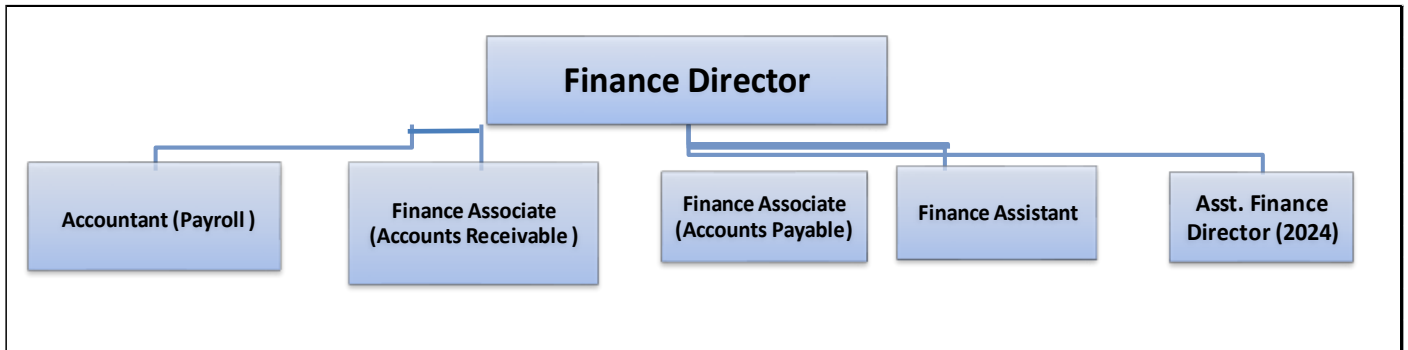 Finance Director
Accountant (Payroll )
Finance Associate
(Accounts Receivable )
Finance Associate
(Accounts Payable)
Finance Assistant
Asst. Finance
Director (2024)